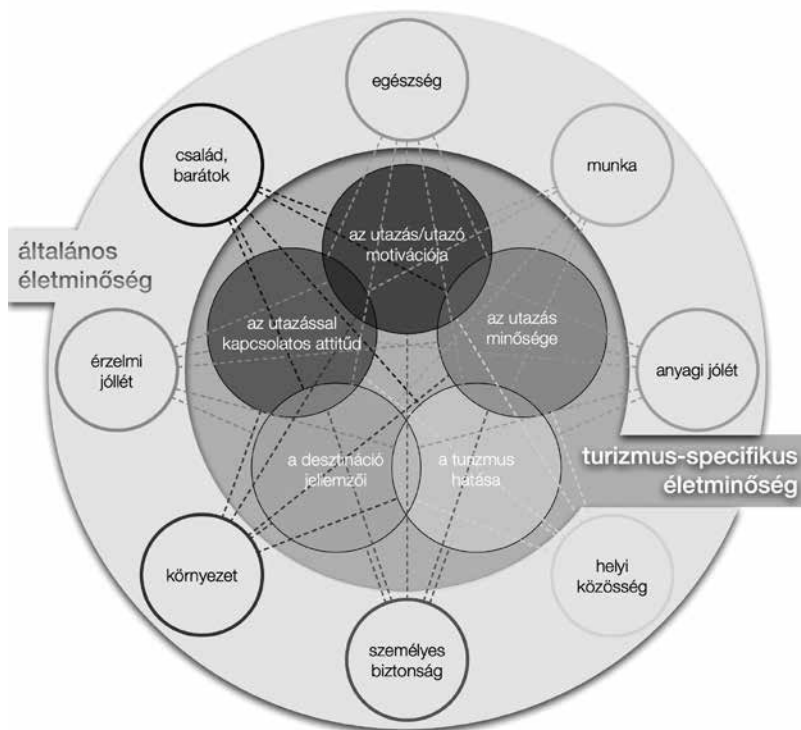 egészség
család,
barátok
munka
az utazás/utazó
motivációja
általános
életminőség
az utazással
kapcsolatos attitűd
az utazás
minősége
érzelmi
jóllét
anyagi jólét
a desztináció
jellemzői
a turizmus
hatása
turizmus-specifikus
életminőség
környezet
helyi
közösség
személyes
biztonság